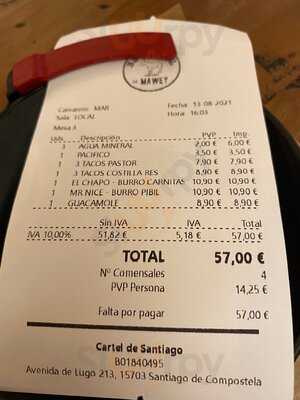 DE MAWEY
Camarero: MAR
Fecha: 13-08-2021
Sala: LOCAL
Hora: 16:03
Mesa 3
Uds. Descripción PVP Imp.
3 AGUA MINERAL 2,00 € 6,00 €
1 PACIFICO 3,50 € 3,50 €
1 3 TACOS PASTOR 7,90 € 7,90 €
1 3 TACOS COSTILLA RES 8,90 € 8,90 €
1 EL CHAPO - BURRO CARNITAS 10,90 € 10,90 €
1 MR.NICE - BURRO PIBIL 10,90 € 10,90 €
1 GUACAMOLE 8,90 € 8,90 €
Sin IVA IVA Total
IVA 10,00% 51,82 € 5,18 € 57,00 €
TOTAL 57,00 €
Nº Comensales 4
PVP Persona 14,25 €
Falta por pagar 57,00 €
Cartel de Santiago
B01840495
Avenida de Lugo 213, 15703 Santiago de Compostela